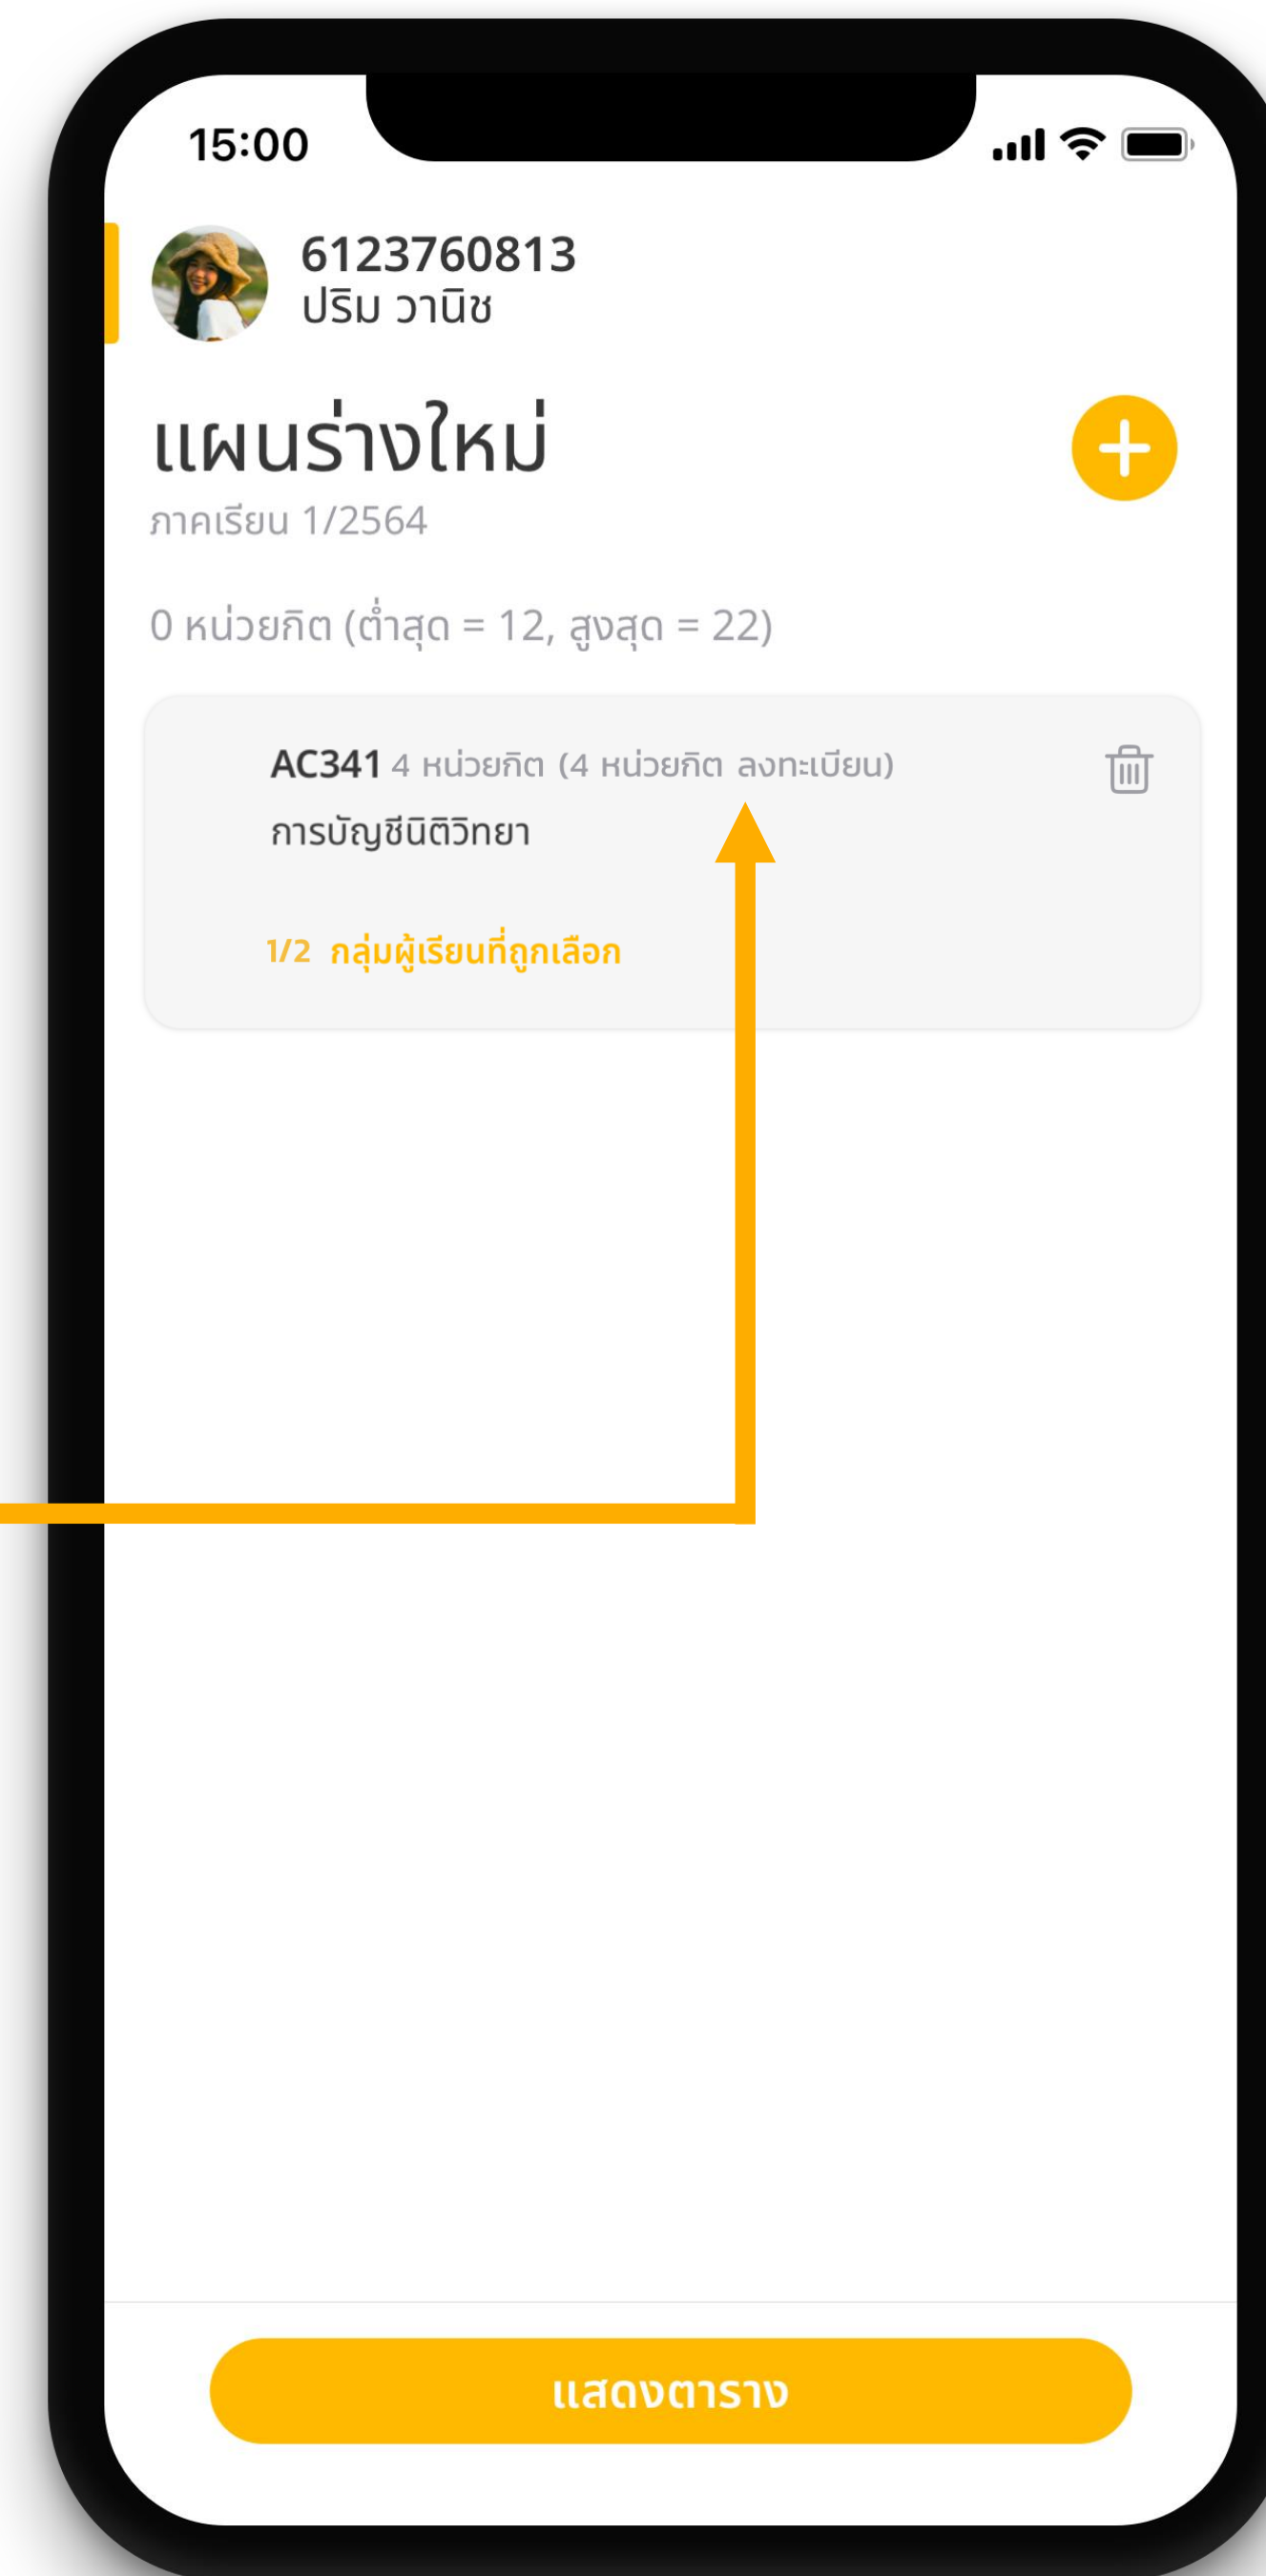 15:00
6123760813
ปริม วานิช
แผนร่างใหม่
ภาคเรียน 1/2564
0 หน่วยกิต (ต่ำสุด = 12, สูงสุด = 22)
AC341 4 หน่วยกิต (4 หน่วยกิต ลงทะเบียน)
การบัญชีนิติวิทยา
1/2 กลุ่มผู้เรียนที่ถูกเลือก
แสดงตาราง